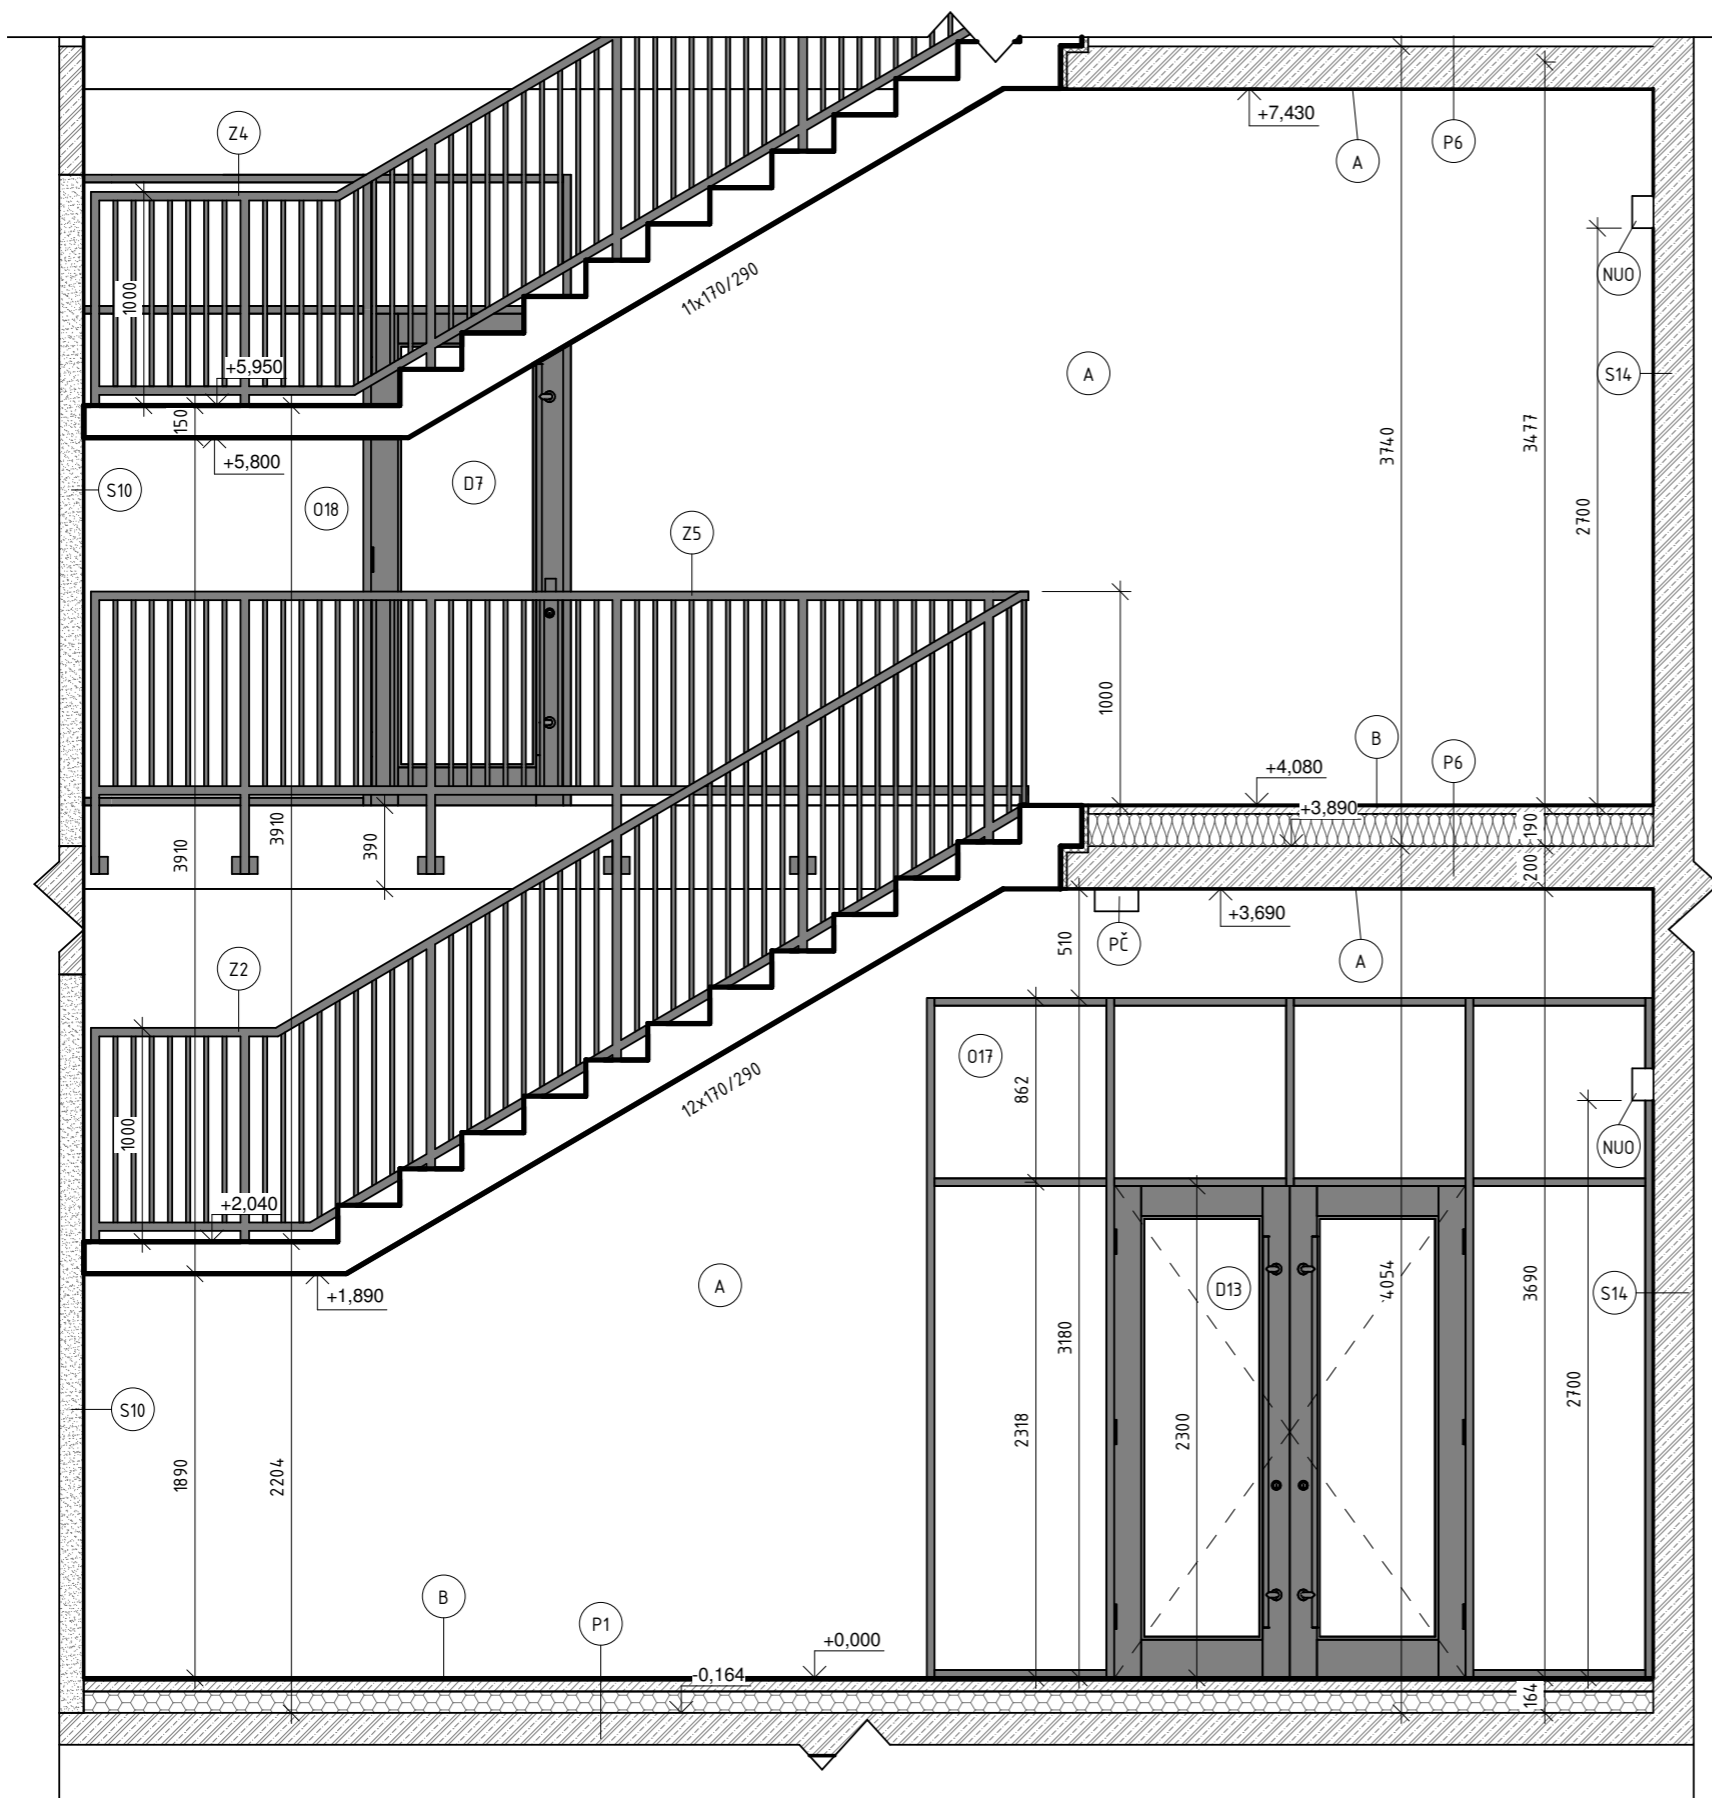 +7,430
Z4
A
P6
NUO
1000
11x170/290
+5,950
A
S14
150
3740
3477
+5,800
S10
O18
D7
2700
Z5
1000
B
P6
+4,080
+3,890
190
3910
3910
390
200
+3,690
PČ
A
510
Z2
O17
862
NUO
12x170/290
1000
+2,040
+1,890
A
D13
4054
3690
S14
3180
S10
2318
2300
2700
1890
2204
B
P1
+0,000
-0,164
164